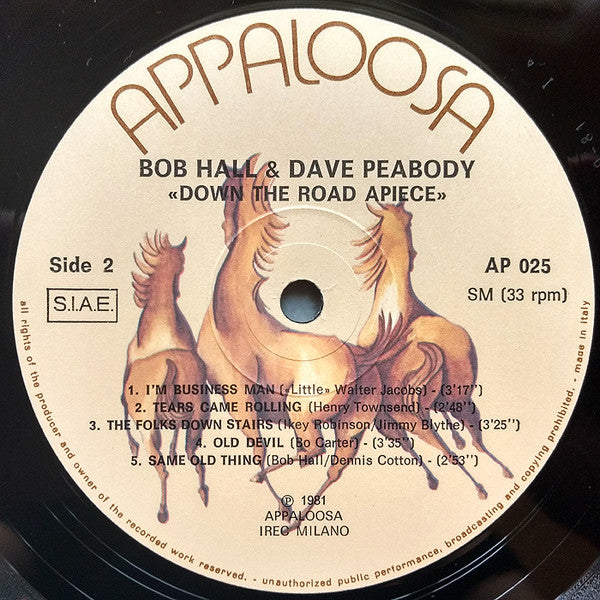 APPALOOSA
BOB HALL & DAVE PEABODY
«DOWN THE ROAD APIECE»
Side 2
AP 025
S.I.A.E.
SM (33 rpm)
1. I'M BUSINESS MAN («Little» Walter Jacobs) - (3'17'')
2. TEARS CAME ROLLING (Henry Townsend) - (2'48'')
3. THE FOLKS DOWN STAIRS (Ikey Robinson/Jimmy Blythe) - (3'25'')
4. OLD DEVIL (Bo Carter) - (3'35'')
5. SAME OLD THING (Bob Hall/Dennis Cotton) - (2'53'')
℗ 1981
APPALOOSA
IREC MILANO
all rights of the producer and owner of the recorded work reserved - unauthorized public performance, broadcasting and copying prohibited. - made in italy